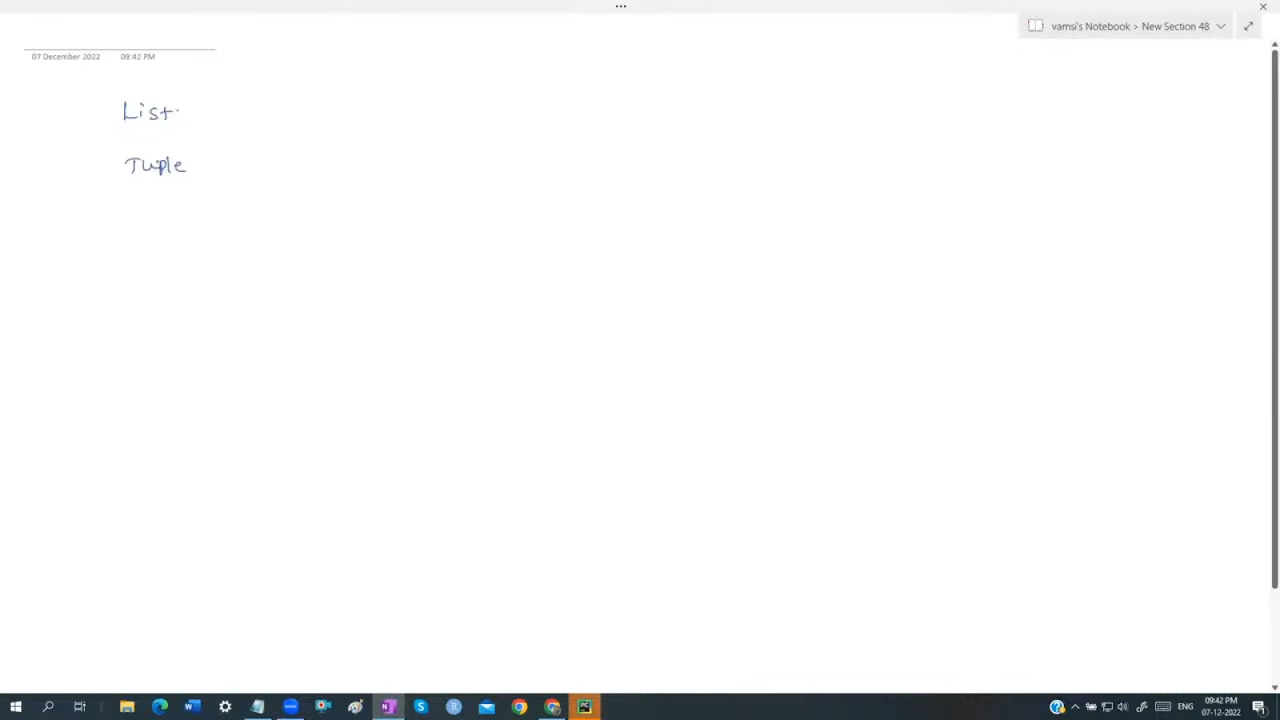 vamsi's Notebook > New Section 48
07 December 2022 09:42 PM
List
Tuple
ENG
09:42 PM
07-12-2022